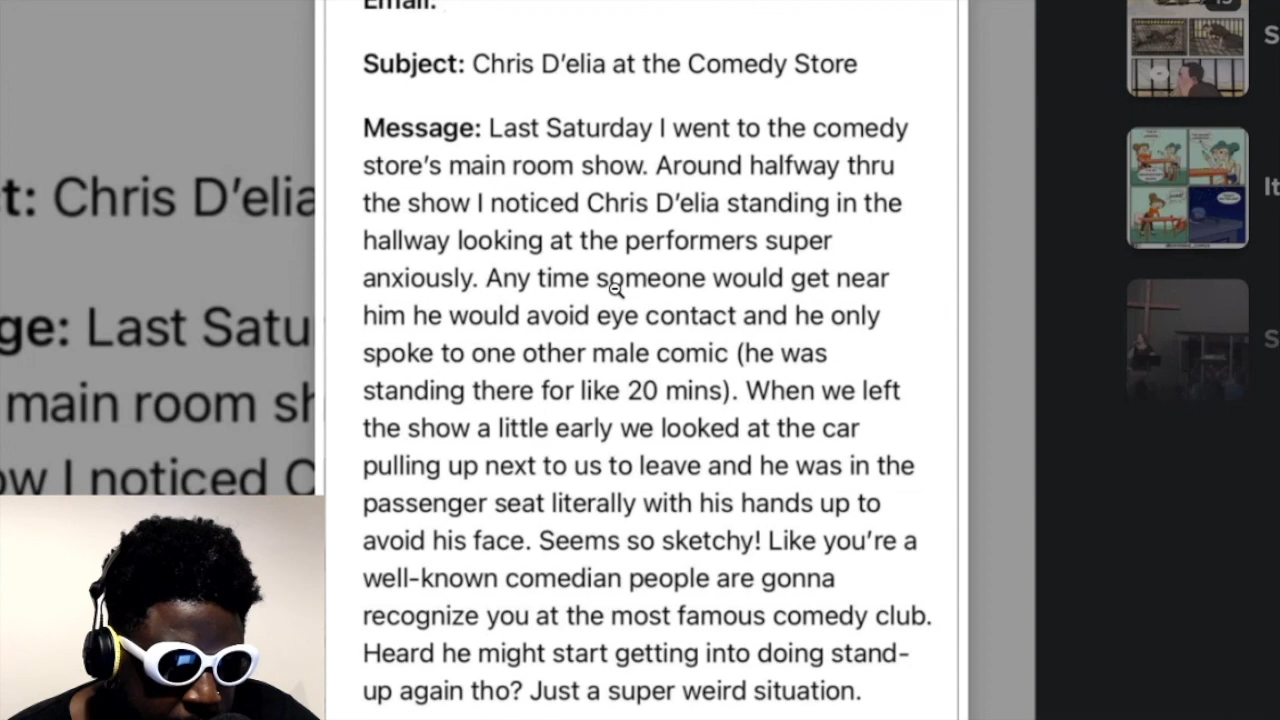 Email:
Subject: Chris D'elia at the Comedy Store
Message: Last Saturday I went to the comedy
store's main room show. Around halfway thru
the show I noticed Chris D'elia standing in the
hallway looking at the performers super
anxiously. Any time someone would get near
him he would avoid eye contact and he only
spoke to one other male comic (he was
standing there for like 20 mins). When we left
the show a little early we looked at the car
pulling up next to us to leave and he was in the
passenger seat literally with his hands up to
avoid his face. Seems so sketchy! Like you're a
well-known comedian people are gonna
recognize you at the most famous comedy club.
Heard he might start getting into doing stand-
up again tho? Just a super weird situation.
t: Chris D'elia
ge: Last Satu
main room sh
ow I noticed C
S
It
S